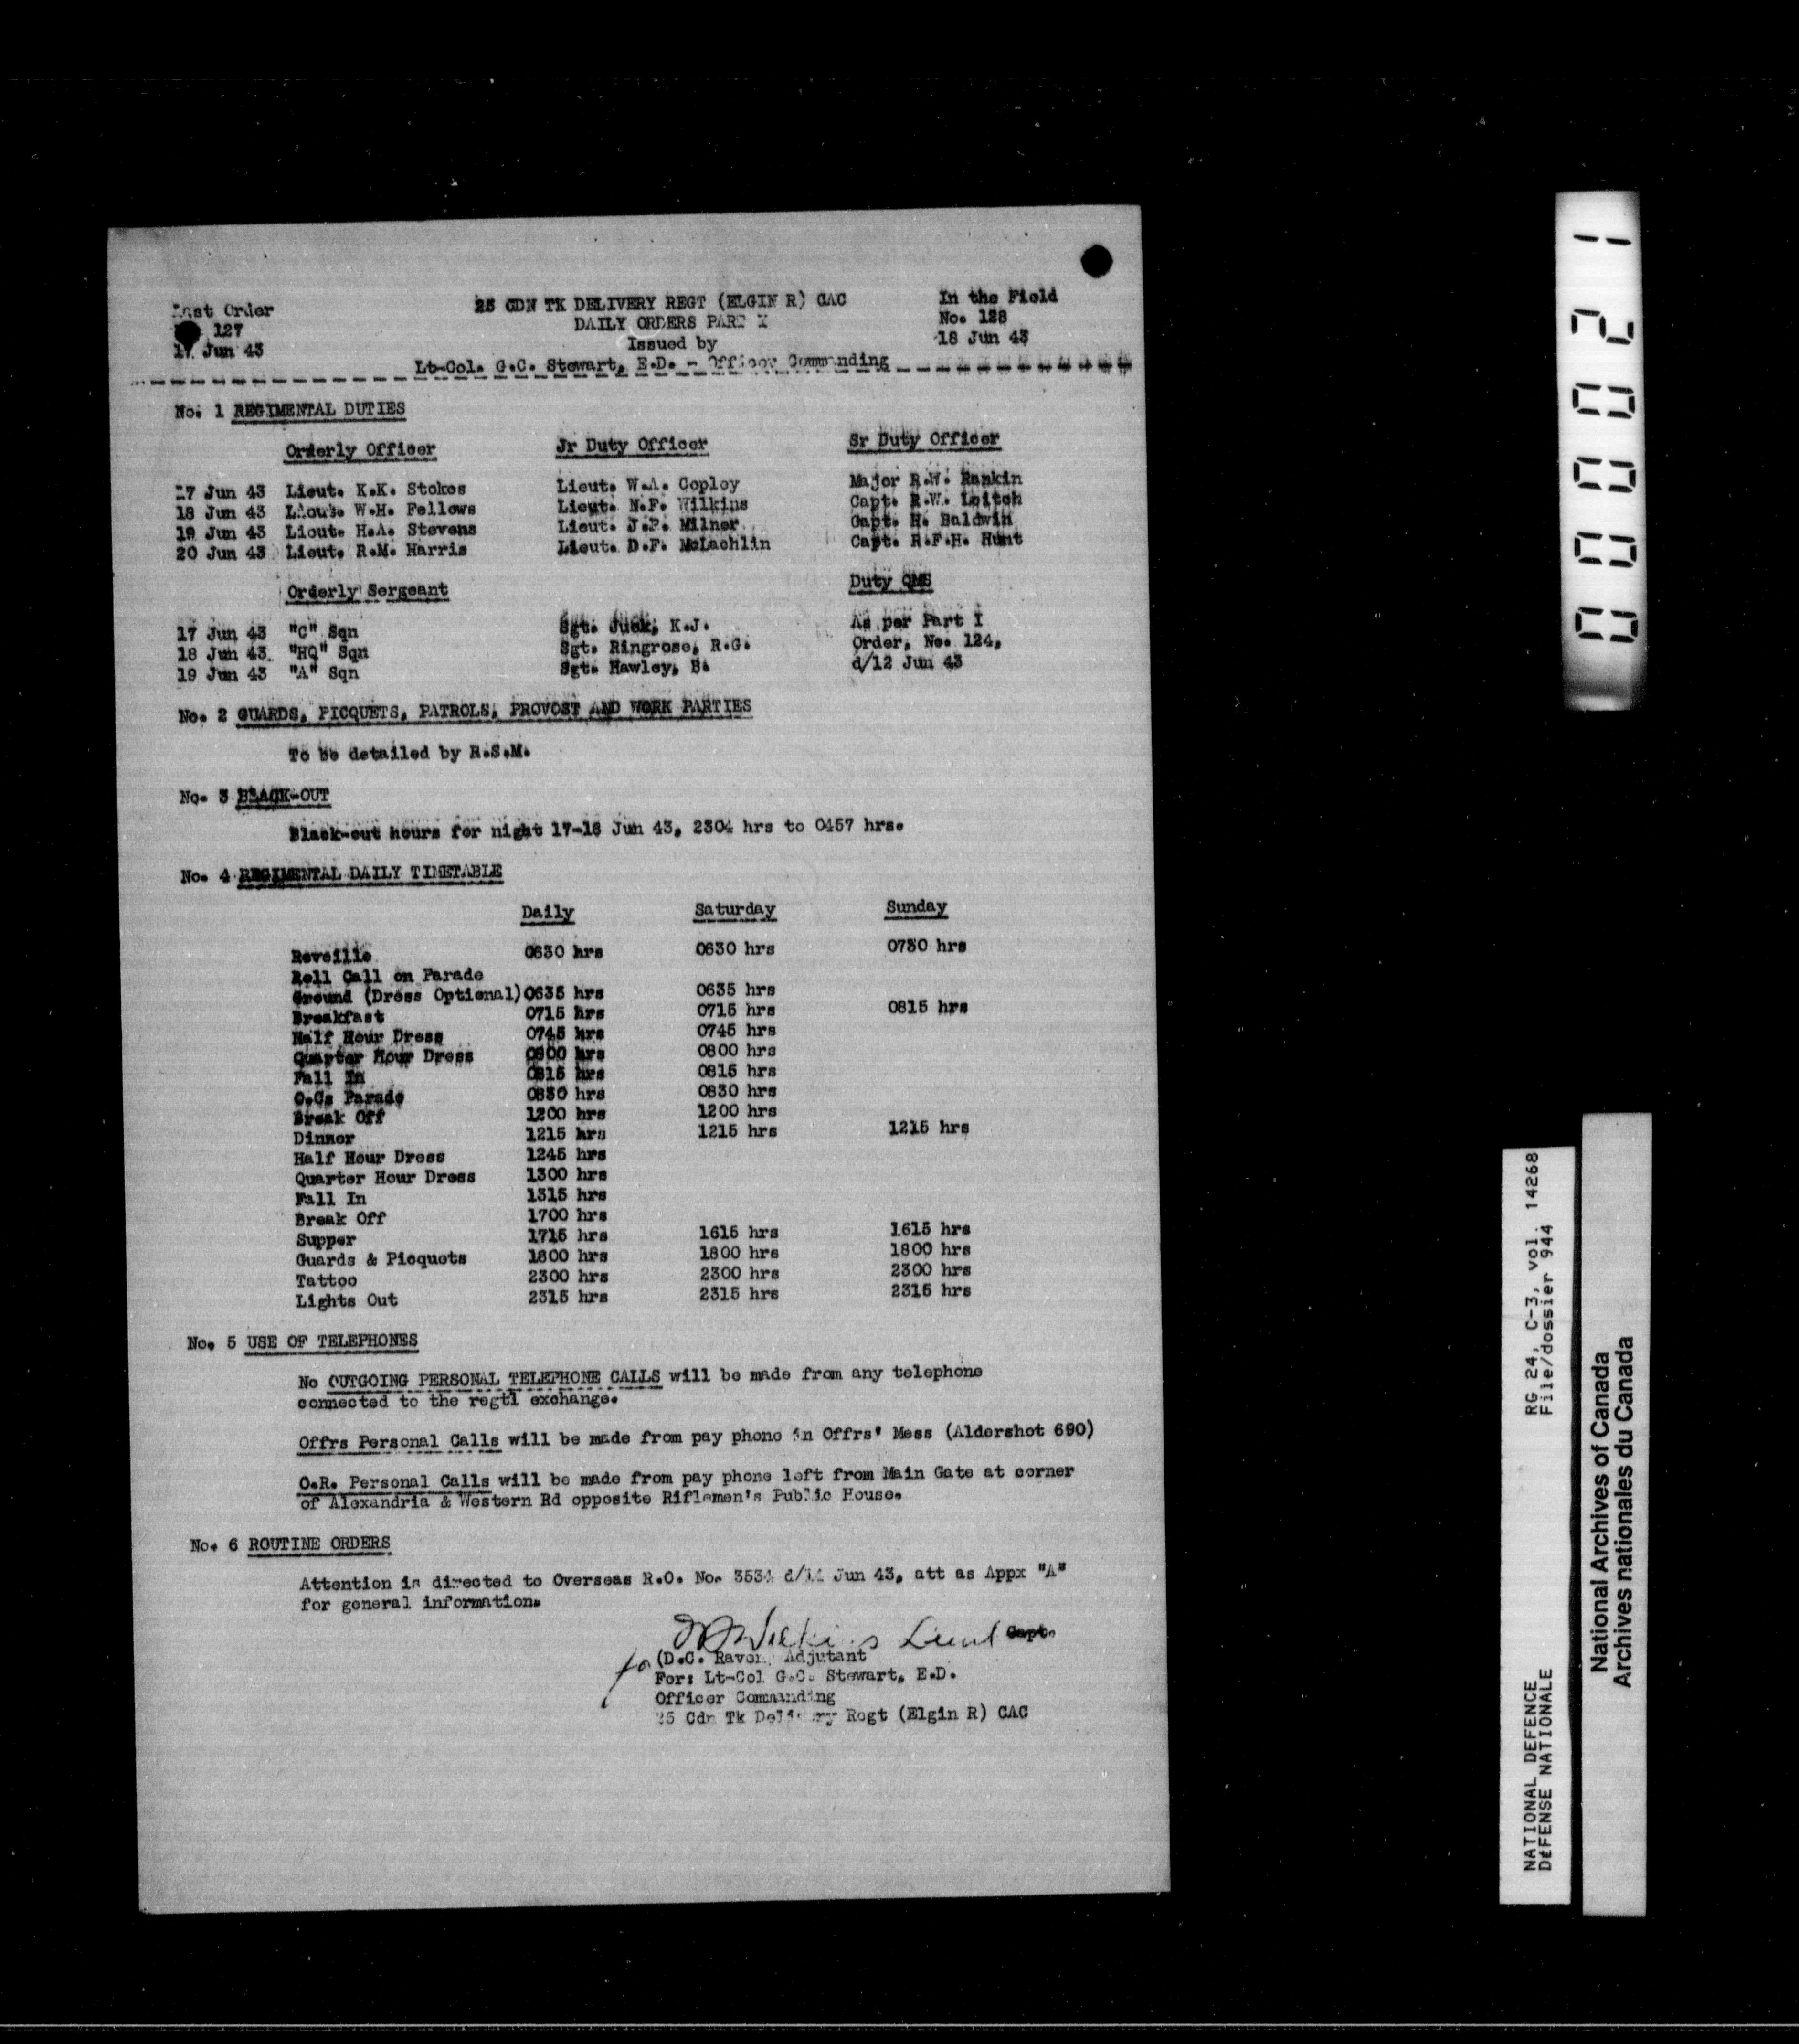 Last Order
127
17 Jun 43
25 CDN TK DELIVERY REGT (ELGIN R) CAC
DAILY ORDERS PART I
Issued by
Lt-Col. G.C. Stewart, E.D. - Officer Commanding
In the Field
No. 128
18 Jun 43
No. 1 REGIMENTAL DUTIES
Orderly Officer Jr Duty Officer Sr Duty Officer
17 Jun 43 Lieut. K.K. Stokes Lieut. W.A. Copley Major R.W. Rankin
18 Jun 43 Lieut. W.H. Fellows Lieut. N.F. Wilkins Capt. R.W. Leitch
19 Jun 43 Lieut. H.A. Stevens Lieut. J.P. Milner Capt. H. Baldwin
20 Jun 43 Lieut. R.M. Harris Lieut. D.F. McLachlin Capt. R.F.H. Hunt
Orderly Sergeant Duty QMS
17 Jun 43 "C" Sqn Sgt. Juck, K.J. As per Part I
18 Jun 43 "HQ" Sqn Sgt. Ringrose, R.G. Order, No. 124,
19 Jun 43 "A" Sqn Sgt. Hawley, B. d/12 Jun 43
No. 2 GUARDS, PICQUETS, PATROLS, PROVOST AND WORK PARTIES
To be detailed by R.S.M.
No. 3 BLACK-OUT
Black-out hours for night 17-18 Jun 43, 2304 hrs to 0457 hrs.
No. 4 REGIMENTAL DAILY TIMETABLE
Daily Saturday Sunday
Reveille 0630 hrs 0630 hrs 0730 hrs
Roll Call on Parade
Ground (Dress Optional) 0635 hrs 0635 hrs
Breakfast 0715 hrs 0715 hrs 0815 hrs
Half Hour Dress 0745 hrs 0745 hrs
Quarter Hour Dress 0800 hrs 0800 hrs
Fall In 0815 hrs 0815 hrs
O.Cs Parade 0830 hrs 0830 hrs
Break Off 1200 hrs 1200 hrs
Dinner 1215 hrs 1215 hrs 1215 hrs
Half Hour Dress 1245 hrs
Quarter Hour Dress 1300 hrs
Fall In 1315 hrs
Break Off 1700 hrs
Supper 1715 hrs 1615 hrs 1615 hrs
Guards & Picquets 1800 hrs 1800 hrs 1800 hrs
Tattoo 2300 hrs 2300 hrs 2300 hrs
Lights Out 2315 hrs 2315 hrs 2315 hrs
No. 5 USE OF TELEPHONES
No OUTGOING PERSONAL TELEPHONE CALLS will be made from any telephone
connected to the regtl exchange.
Offrs Personal Calls will be made from pay phone in Offrs' Mess (Aldershot 690)
O.R. Personal Calls will be made from pay phone left from Main Gate at corner
of Alexandria & Western Rd opposite Riflemen's Public House.
No. 6 ROUTINE ORDERS
Attention is directed to Overseas R.O. No. 3534 d/14 Jun 43, att as Appx "A"
for general information.
N F Wilkins Lieut Capt.
for (D.C. Raven) Adjutant
For: Lt-Col G.C. Stewart, E.D.
Officer Commanding
25 Cdn Tk Delivery Regt (Elgin R) CAC
000021
RG 24, C-3, vol. 14268
File/dossier 944
NATIONAL DEFENCE
DÉFENSE NATIONALE
National Archives of Canada
Archives nationales du Canada